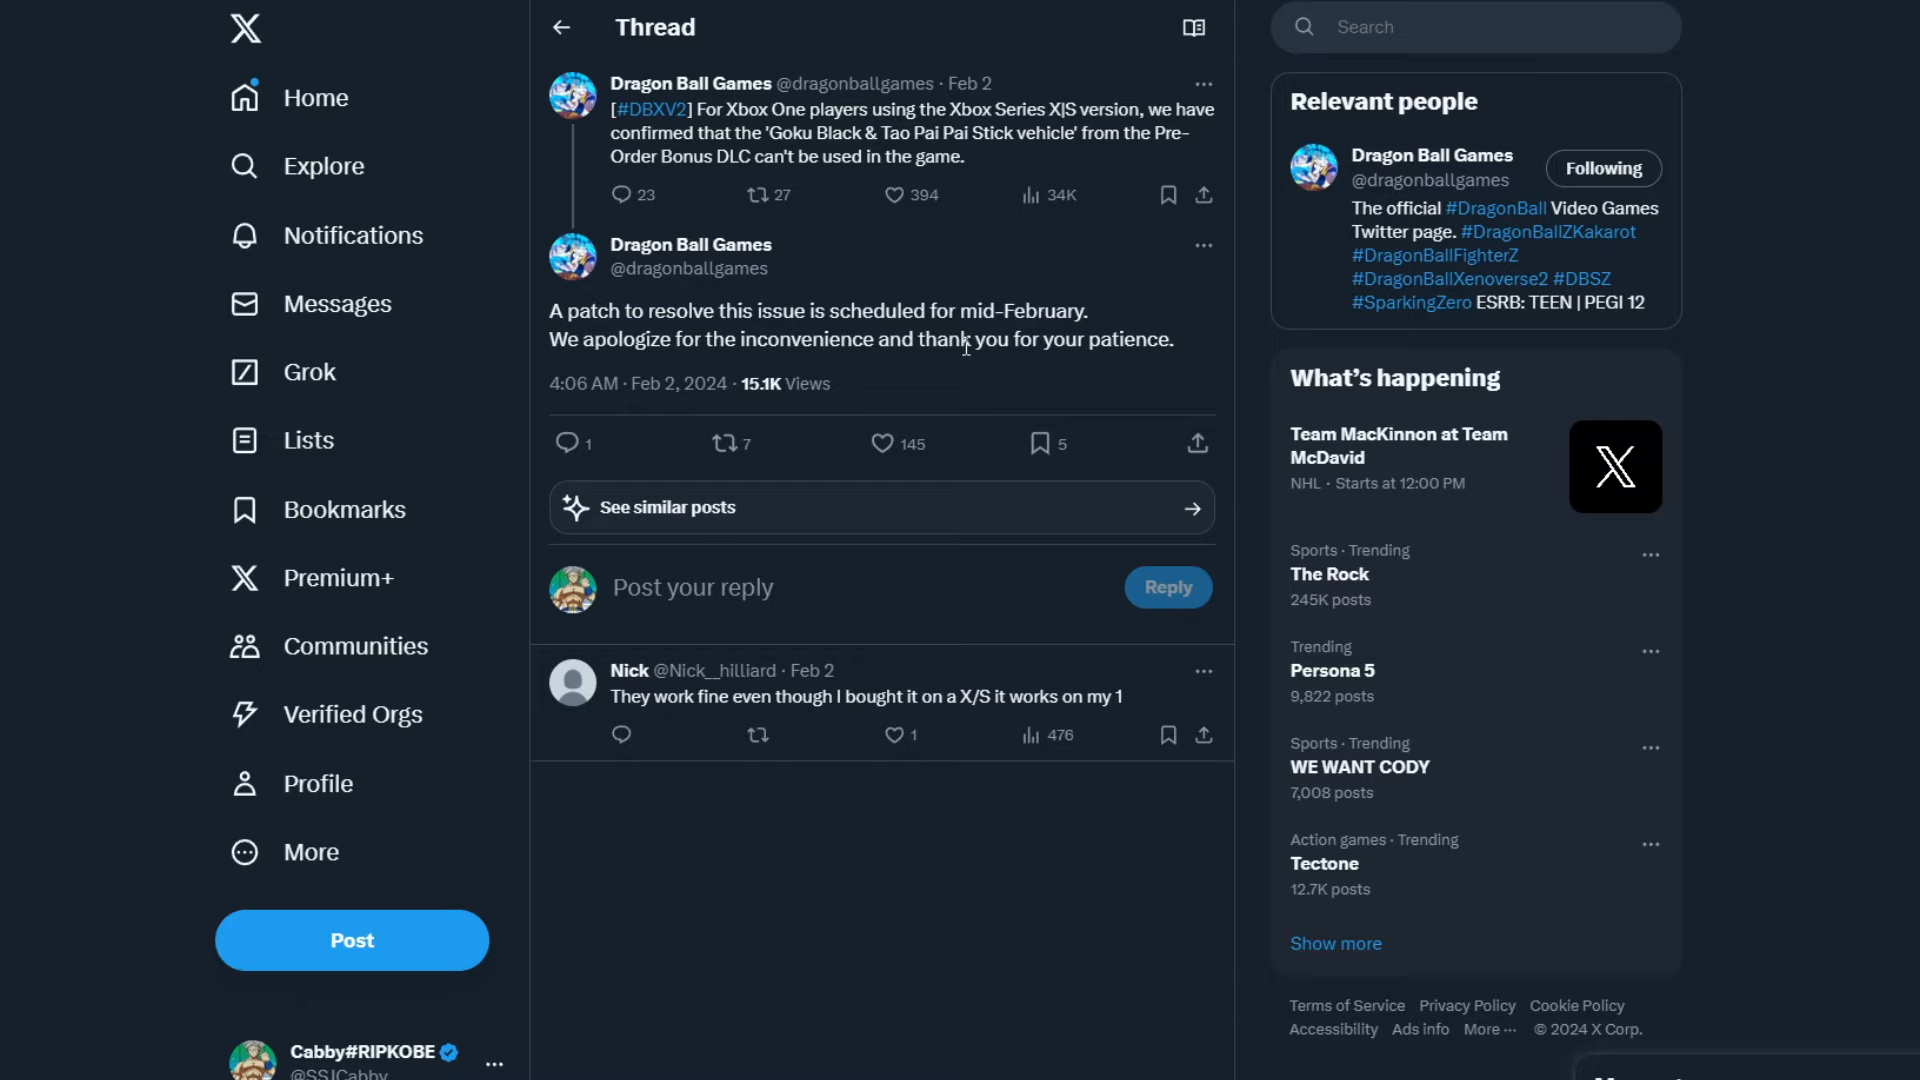 Home
Explore
Notifications
Messages
Grok
Lists
Bookmarks
Premium+
Communities
Verified Orgs
Profile
More
Post
Cabby#RIPKOBE
@SSJCabby
Thread
Dragon Ball Games @dragonballgames · Feb 2
[#DBXV2] For Xbox One players using the Xbox Series X|S version, we have
confirmed that the 'Goku Black & Tao Pai Pai Stick vehicle' from the Pre-
Order Bonus DLC can't be used in the game.
23 27 394 34K
Dragon Ball Games
@dragonballgames
A patch to resolve this issue is scheduled for mid-February.
We apologize for the inconvenience and thank you for your patience.
4:06 AM · Feb 2, 2024 · 15.1K Views
1 7 145 5
See similar posts
Post your reply
Reply
Nick @Nick__hilliard · Feb 2
They work fine even though I bought it on a X/S it works on my 1
1 476
Search
Relevant people
Dragon Ball Games
@dragonballgames
Following
The official #DragonBall Video Games
Twitter page. #DragonBallZKakarot
#DragonBallFighterZ
#DragonBallXenoverse2 #DBSZ
#SparkingZero ESRB: TEEN | PEGI 12
What's happening
Team MacKinnon at Team
McDavid
NHL · Starts at 12:00 PM
Sports · Trending
The Rock
245K posts
Trending
Persona 5
9,822 posts
Sports · Trending
WE WANT CODY
7,008 posts
Action games · Trending
Tectone
12.7K posts
Show more
Terms of Service Privacy Policy Cookie Policy
Accessibility Ads info More ··· © 2024 X Corp.